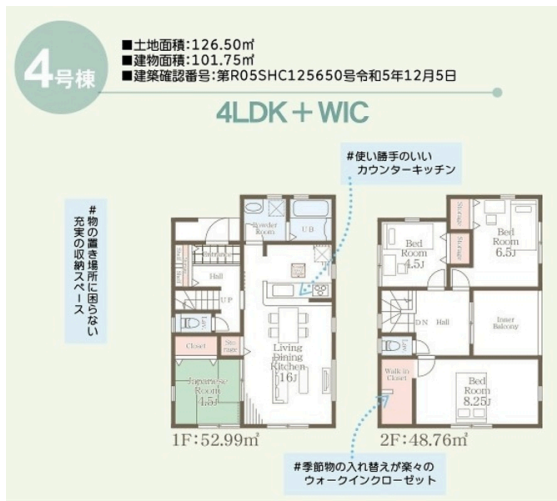 4号棟
■土地面積:126.50㎡
■建物面積:101.75㎡
■建築確認番号:第R05SHC125650号令和5年12月5日
4LDK+WIC
#使い勝手のいい
カウンターキッチン
#物の置き場所に困らない
充実の収納スペース
Powder
Room
UB
Entrance
Hall
UP
Closet
Sto
rage
Living
Dining
Kitchen
16J
Japanese
Room
4.5J
1F:52.99㎡
Storage
Storage
Bed
Room
6.5J
Bed
Room
4.5J
DN
Hall
Inner
Balcony
Walk in
Closet
Bed
Room
8.25J
2F:48.76㎡
#季節物の入れ替えが楽々の
ウォークインクローゼット